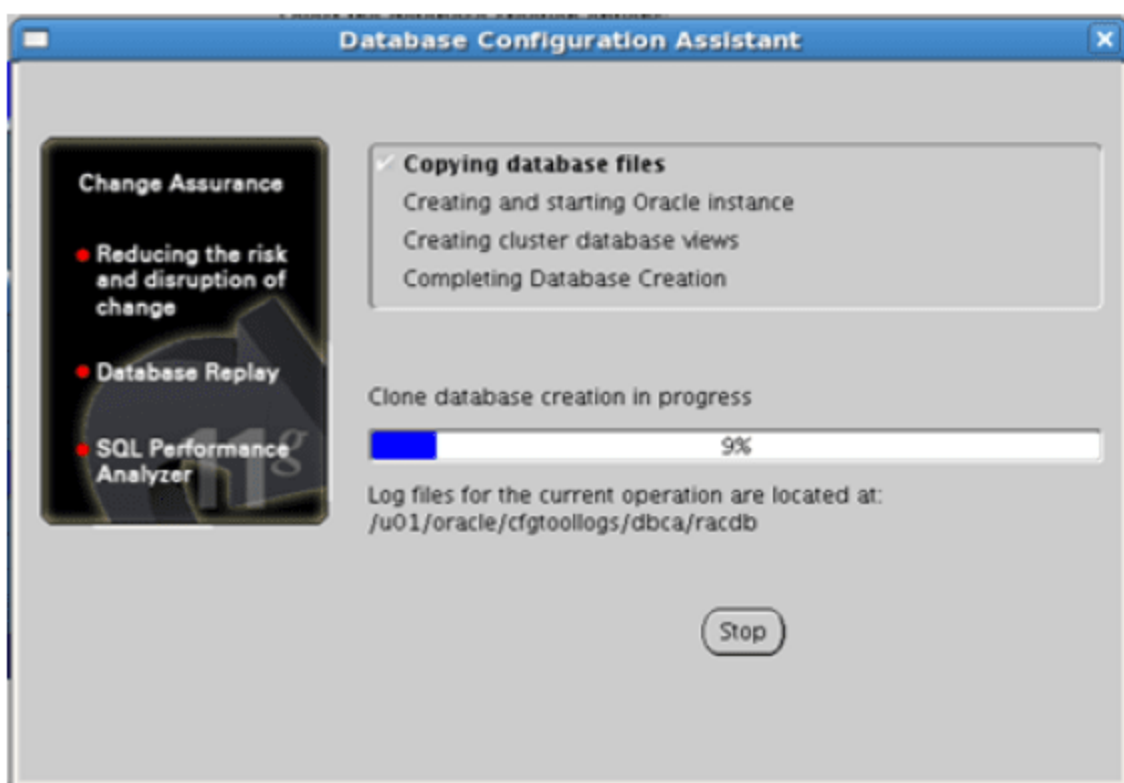 Database Configuration Assistant
Change Assurance
Reducing the risk
and disruption of
change
Database Replay
SQL Performance
Analyzer
11g
Copying database files
Creating and starting Oracle instance
Creating cluster database views
Completing Database Creation
Clone database creation in progress
9%
Log files for the current operation are located at:
/u01/oracle/cfgtoollogs/dbca/racdb
Stop